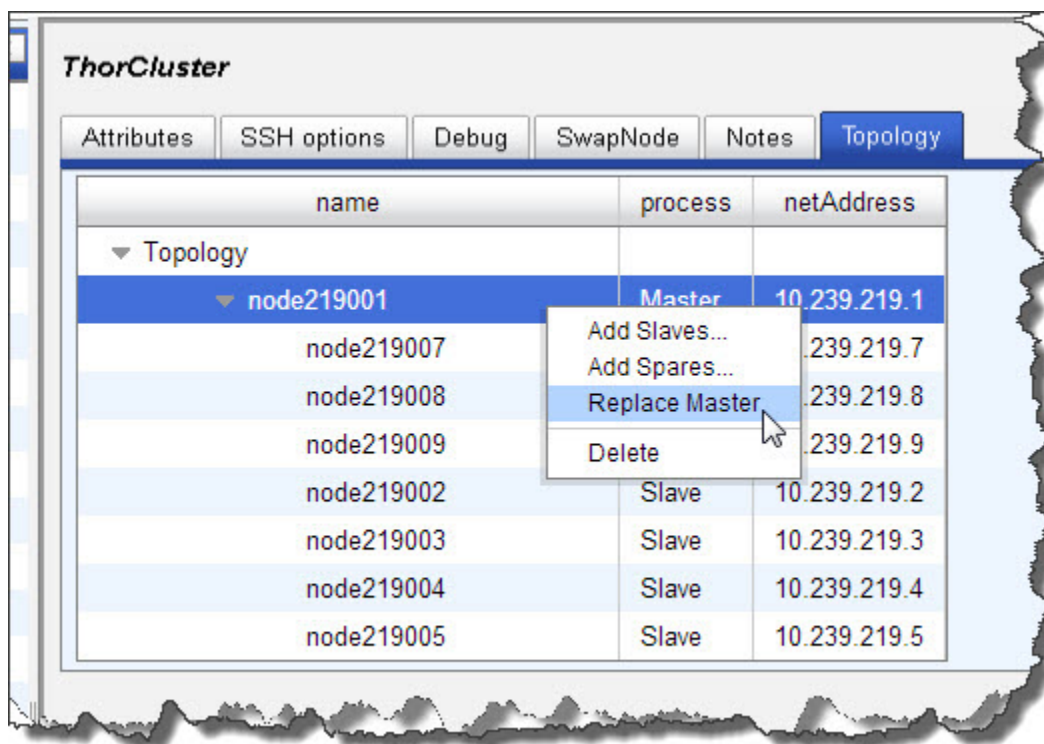 ThorCluster
Attributes SSH options Debug SwapNode Notes Topology
name process netAddress
Topology
node219001 Master 10.239.219.1
Add Slaves...
node219007 .239.219.7
Add Spares...
node219008 .239.219.8
Replace Master
node219009 .239.219.9
Delete
node219002 Slave 10.239.219.2
node219003 Slave 10.239.219.3
node219004 Slave 10.239.219.4
node219005 Slave 10.239.219.5